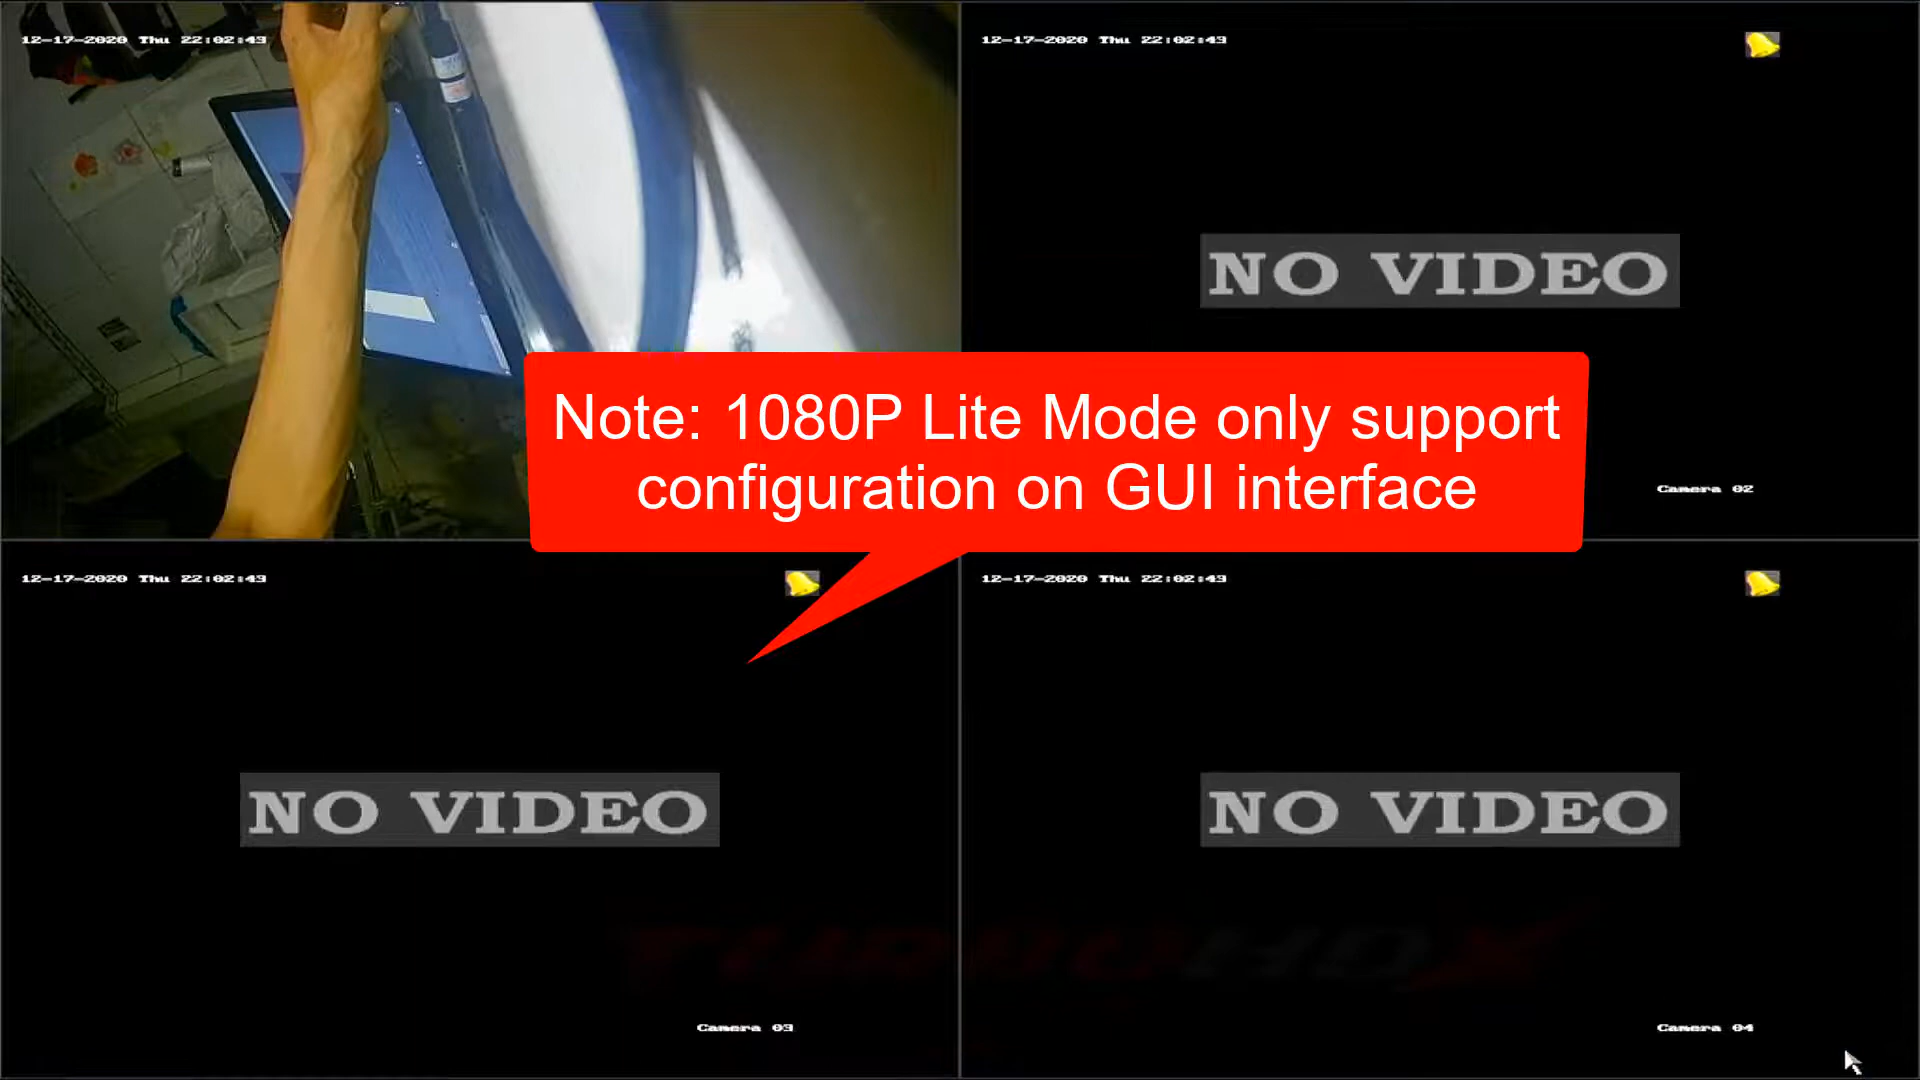 12-17-2020 Thu 22:02:43
12-17-2020 Thu 22:02:43
NO VIDEO
Note: 1080P Lite Mode only support
configuration on GUI interface
Camera 02
12-17-2020 Thu 22:02:43
12-17-2020 Thu 22:02:43
NO VIDEO
NO VIDEO
Camera 03
Camera 04